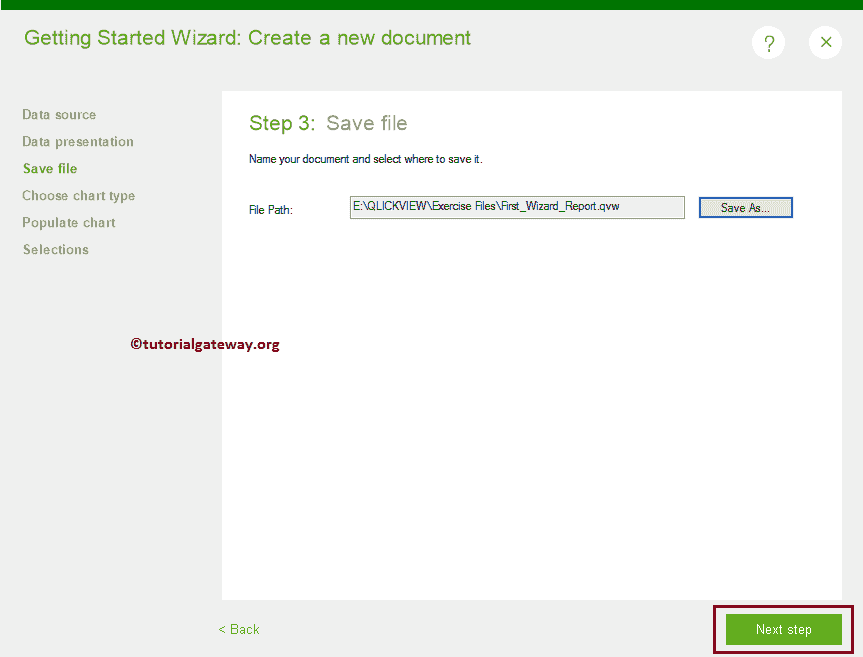 Getting Started Wizard: Create a new document
?
×
Data source
Data presentation
Save file
Choose chart type
Populate chart
Selections
Step 3: Save file
Name your document and select where to save it.
File Path: E:\QLICKVIEW\Exercise Files\First_Wizard_Report.qvw Save As...
©tutorialgateway.org
< Back
Next step